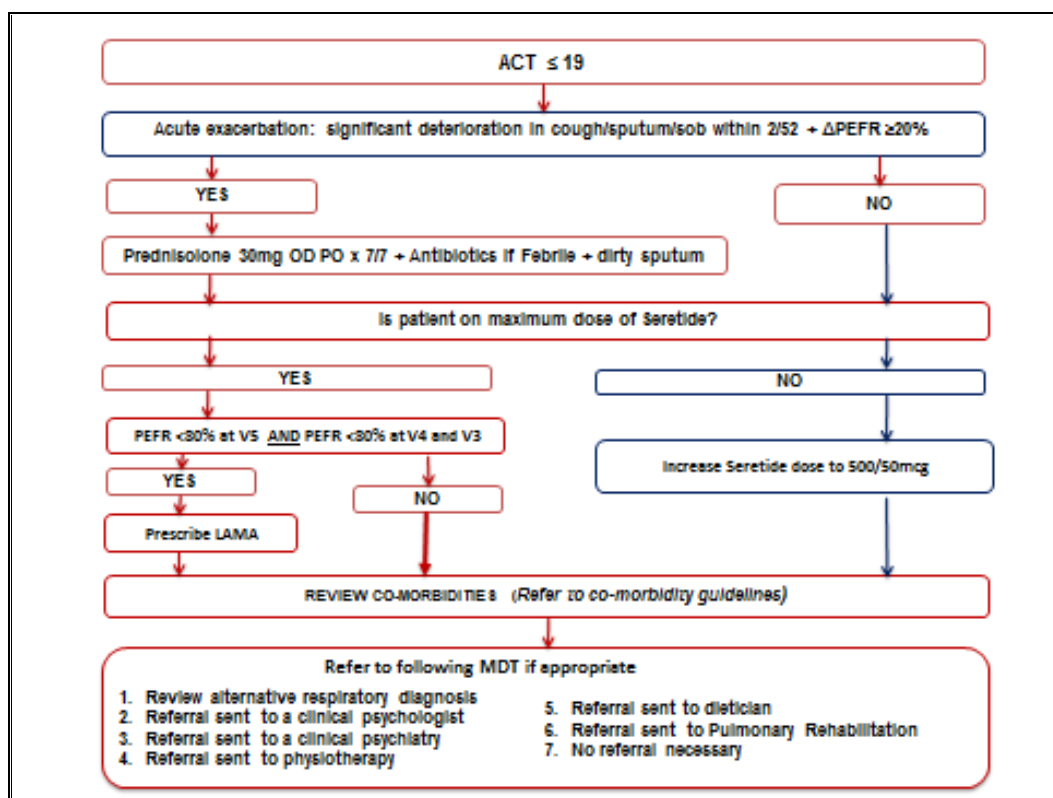 ACT ≤ 19
Acute exacerbation: significant deterioration in cough/sputum/sob within 2/52 + ΔPEFR ≥20%
YES
NO
Prednisolone 30mg OD PO x 7/7 + Antibiotics if Febrile + dirty sputum
Is patient on maximum dose of Seretide?
YES
NO
PEFR <80% at V5 AND PEFR <80% at V4 and V3
Increase Seretide dose to 500/50mcg
YES
NO
Prescribe LAMA
REVIEW CO-MORBIDITIES (Refer to co-morbidity guidelines)
Refer to following MDT if appropriate
1. Review alternative respiratory diagnosis
2. Referral sent to a clinical psychologist
3. Referral sent to a clinical psychiatry
4. Referral sent to physiotherapy
5. Referral sent to dietician
6. Referral sent to Pulmonary Rehabilitation
7. No referral necessary